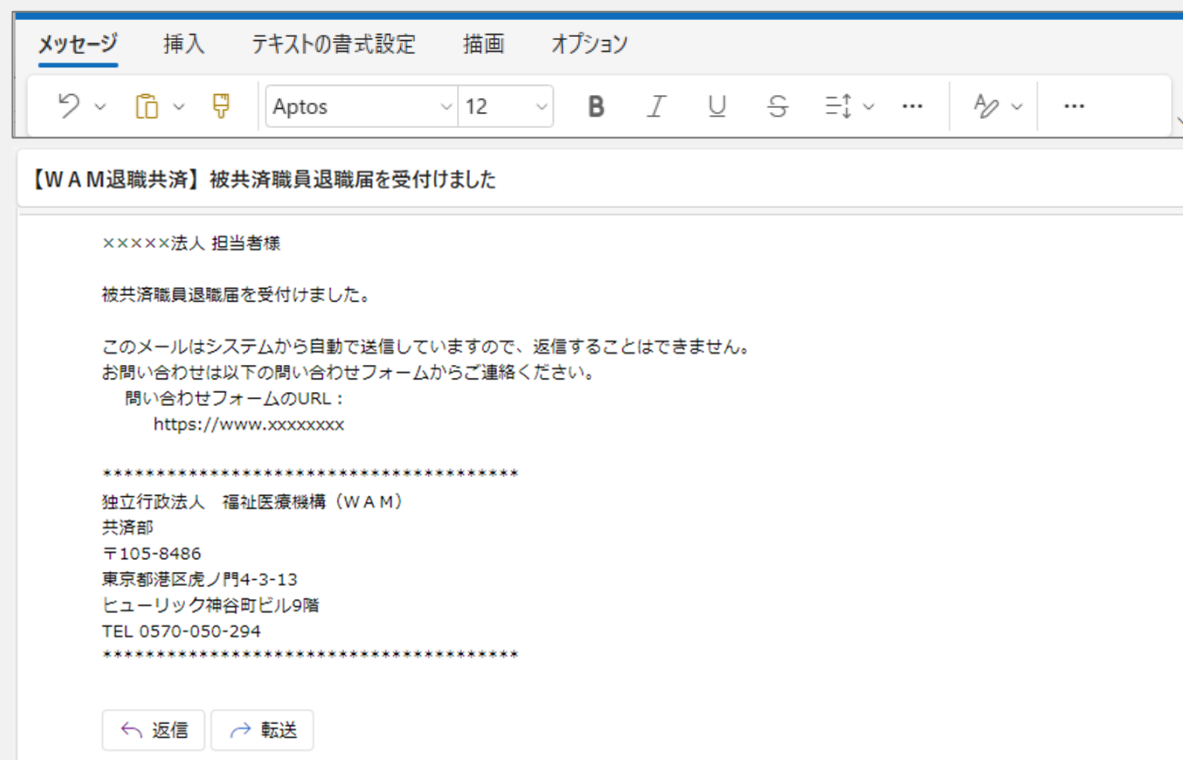 メッセージ 挿入 テキストの書式設定 描画 オプション
Aptos 12 B I U S
【ＷＡＭ退職共済】被共済職員退職届を受付けました
×××××法人 担当者様
被共済職員退職届を受付けました。
このメールはシステムから自動で送信していますので、返信することはできません。
お問い合わせは以下の問い合わせフォームからご連絡ください。
問い合わせフォームのURL：
https://www.xxxxxxxx
***************************************
独立行政法人　福祉医療機構（ＷＡＭ）
共済部
〒105-8486
東京都港区虎ノ門4-3-13
ヒューリック神谷町ビル9階
TEL 0570-050-294
***************************************
返信 転送